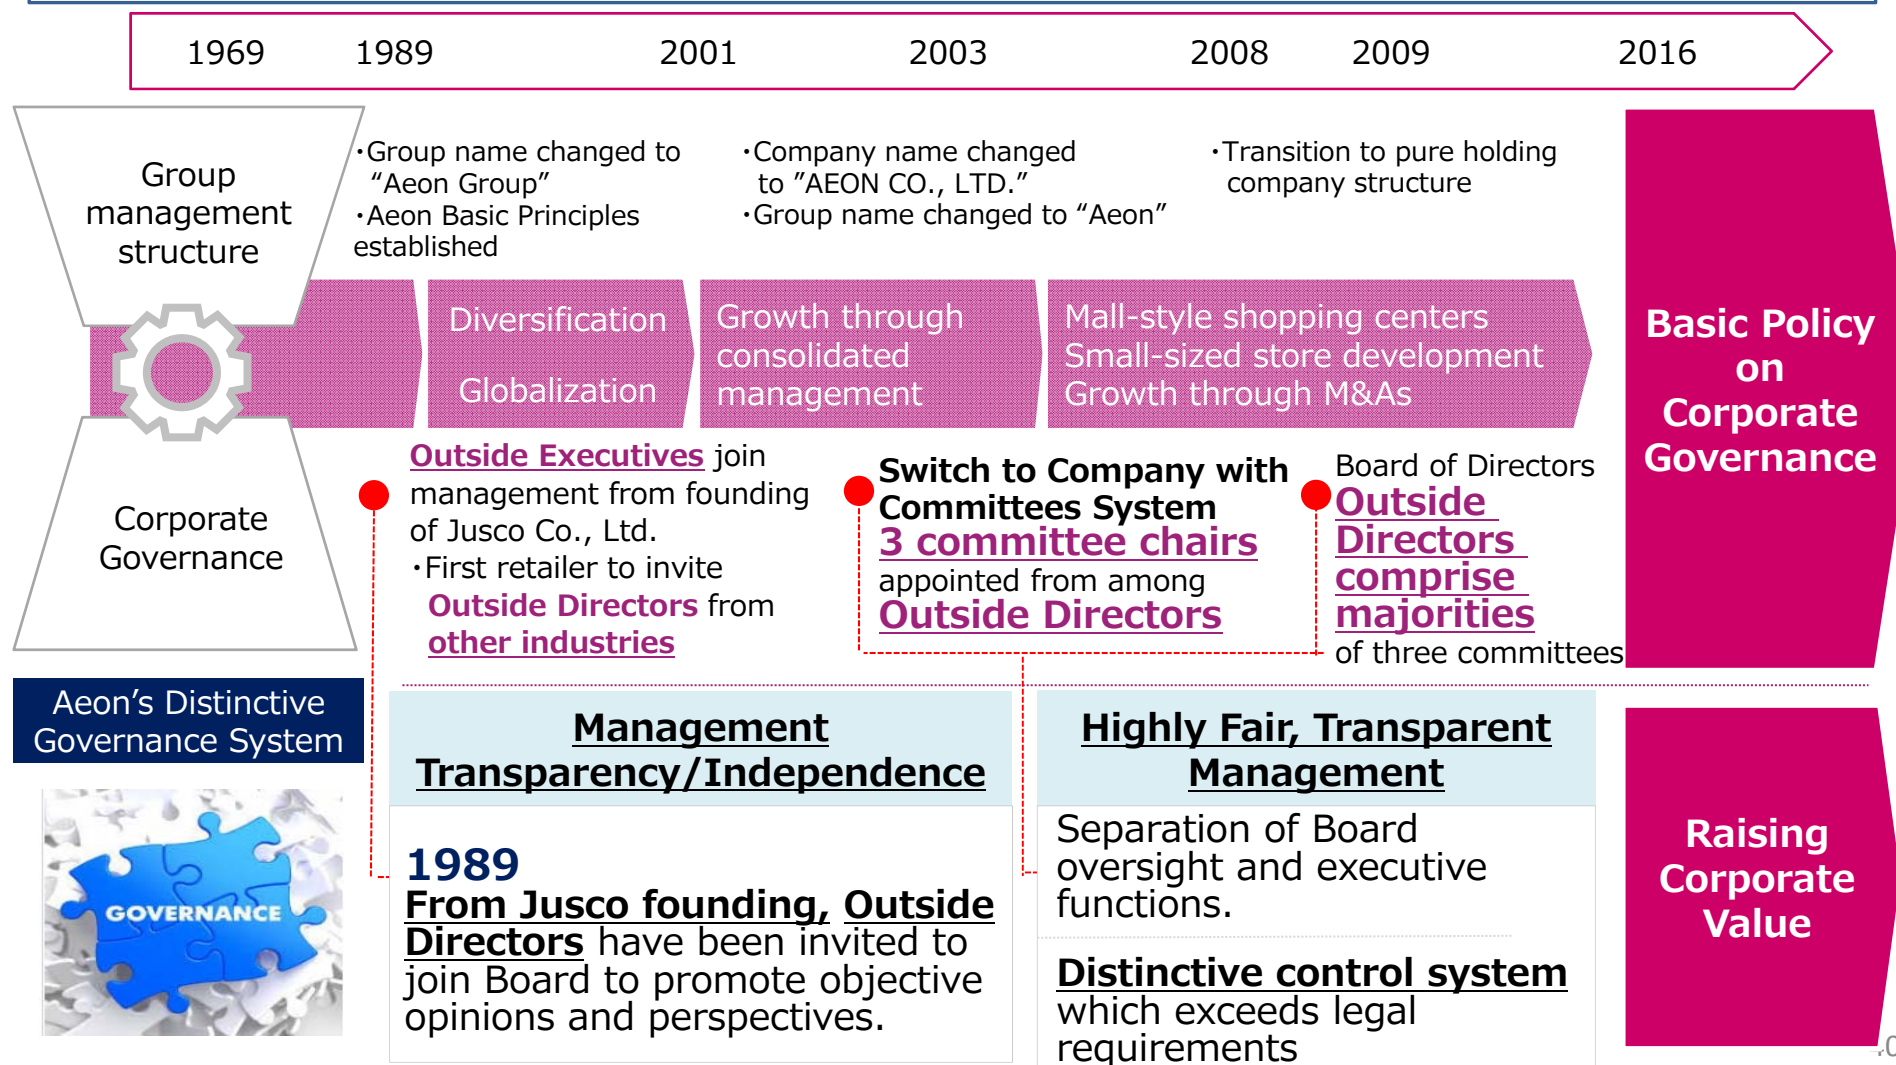 1969 1989 2001 2003 2008 2009 2016
Group
management
structure
・Group name changed to
“Aeon Group”
・Aeon Basic Principles
established
・Company name changed
to ”AEON CO., LTD.”
・Group name changed to “Aeon”
・Transition to pure holding
company structure
Diversification
Globalization
Growth through
consolidated
management
Mall-style shopping centers
Small-sized store development
Growth through M&As
Basic Policy
on
Corporate
Governance
Corporate
Governance
Outside Executives join
management from founding
of Jusco Co., Ltd.
・First retailer to invite
Outside Directors from
other industries
Switch to Company with
Committees System
3 committee chairs
appointed from among
Outside Directors
Board of Directors
Outside
Directors
comprise
majorities
of three committees
Aeon’s Distinctive
Governance System
GOVERNANCE
Management
Transparency/Independence
1989
From Jusco founding, Outside
Directors have been invited to
join Board to promote objective
opinions and perspectives.
Highly Fair, Transparent
Management
Separation of Board
oversight and executive
functions.
Distinctive control system
which exceeds legal
requirements
Raising
Corporate
Value